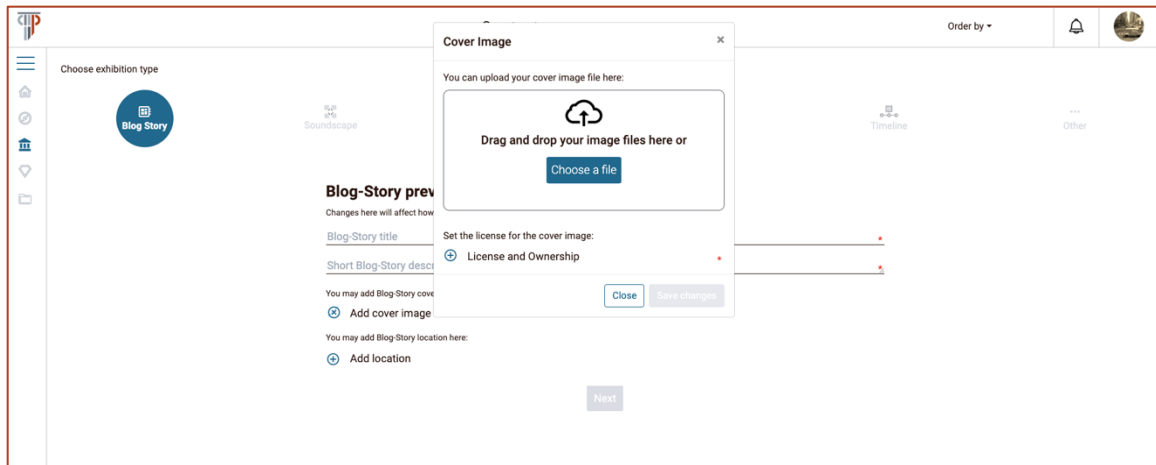 Order by
Choose exhibition type
Blog Story
Soundscape
Timeline
Other
Blog-Story prev
Changes here will affect how
Blog-Story title
*
Short Blog-Story descr
*
You may add Blog-Story cove
Add cover image
You may add Blog-Story location here:
Add location
Next
Cover Image
×
You can upload your cover image file here:
Drag and drop your image files here or
Choose a file
Set the license for the cover image:
License and Ownership
*
Close
Save changes